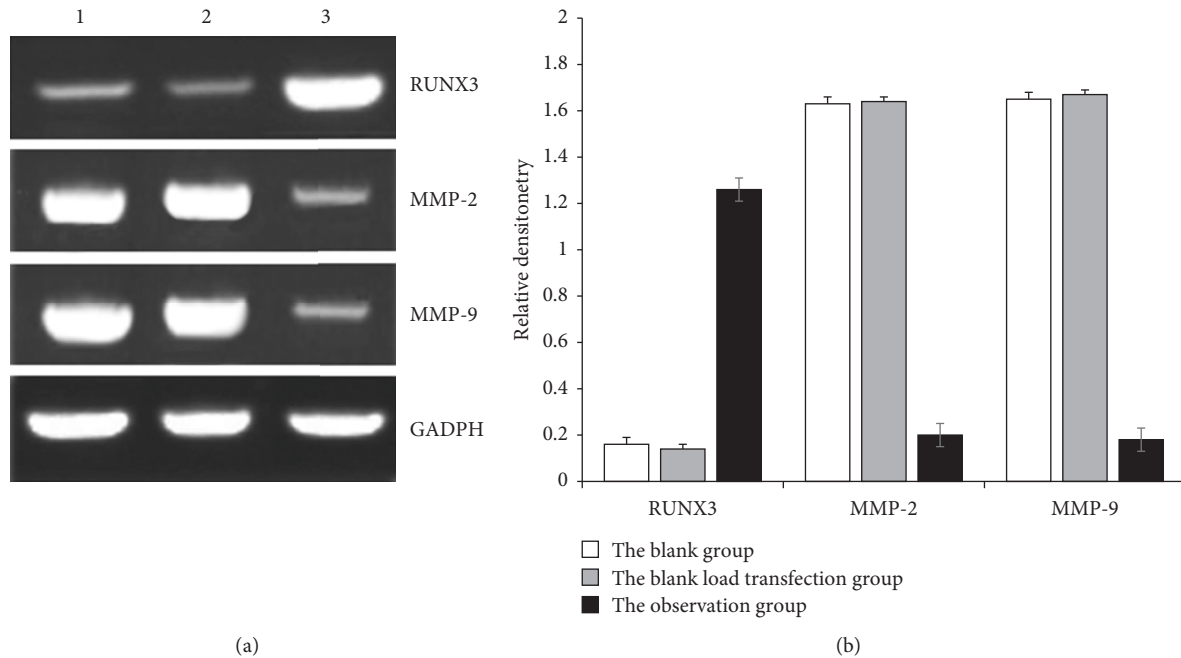 1 2 3
RUNX3
MMP-2
MMP-9
GADPH
(a)
Relative densitonetry
2
1.8
1.6
1.4
1.2
1
0.8
0.6
0.4
0.2
0
RUNX3 MMP-2 MMP-9
The blank group
The blank load transfection group
The observation group
(b)